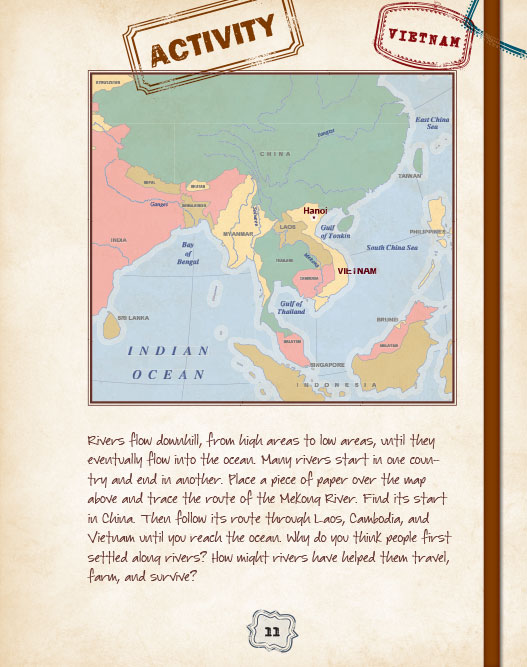 ACTIVITY
VIETNAM
KYRGYZSTAN
East China
Sea
Yangtze
CHINA
TAIWAN
NEPAL
BHUTAN
Ganges
BANGLADESH
Salween
Hanoi
INDIA
MYANMAR
LAOS
Gulf
of Tonkin
PHILIPPINES
Bay
of
Bengal
South China Sea
THAILAND
Mekong
VIETNAM
CAMBODIA
Gulf of
Thailand
SRI LANKA
BRUNEI
MALAYSIA
MALAYSIA
INDIAN
OCEAN
SINGAPORE
INDONESIA
Rivers flow downhill, from high areas to low areas, until they
eventually flow into the ocean. Many rivers start in one coun-
try and end in another. Place a piece of paper over the map
above and trace the route of the Mekong River. Find its start
in China. Then follow its route through Laos, Cambodia, and
Vietnam until you reach the ocean. Why do you think people first
settled along rivers? How might rivers have helped them travel,
farm, and survive?
11